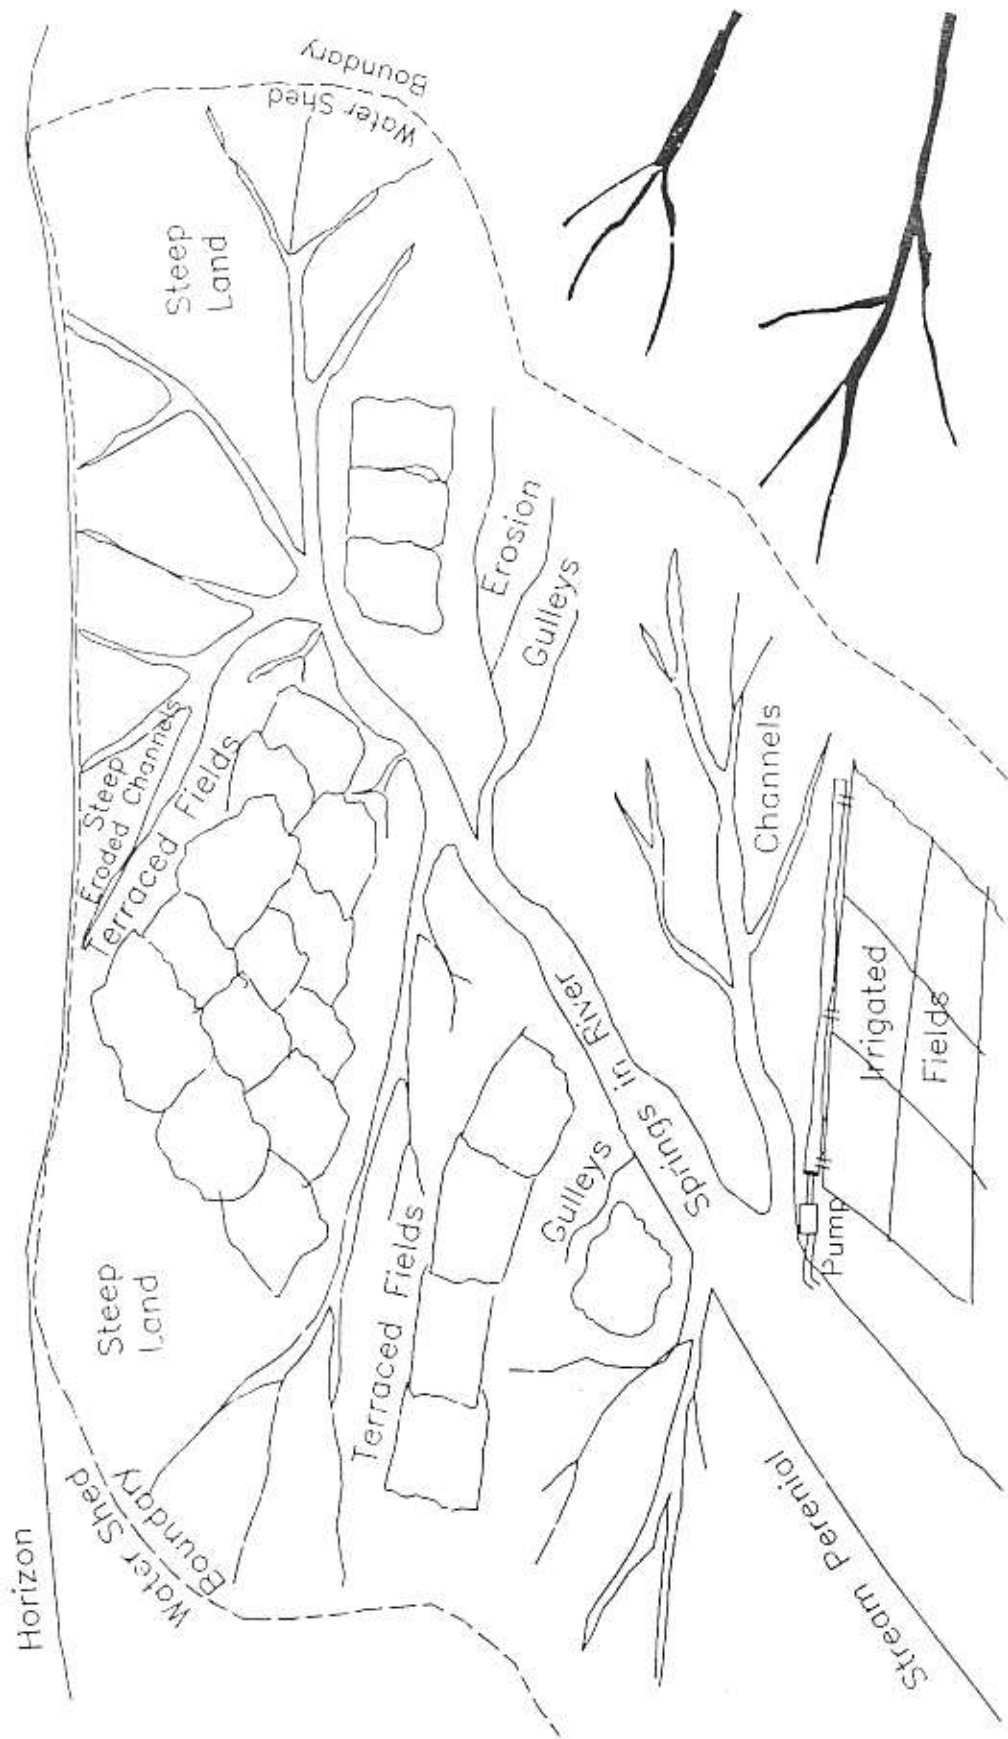 Horizon
Water Shed
Boundary
Steep
Land
Steep
Eroded Channels
Terraced Fields
Steep
Land
Water Shed
Boundary
Terraced Fields
Gulleys
Springs in River
Erosion
Gulleys
Channels
Stream Perenial
Pump
Irrigated
Fields